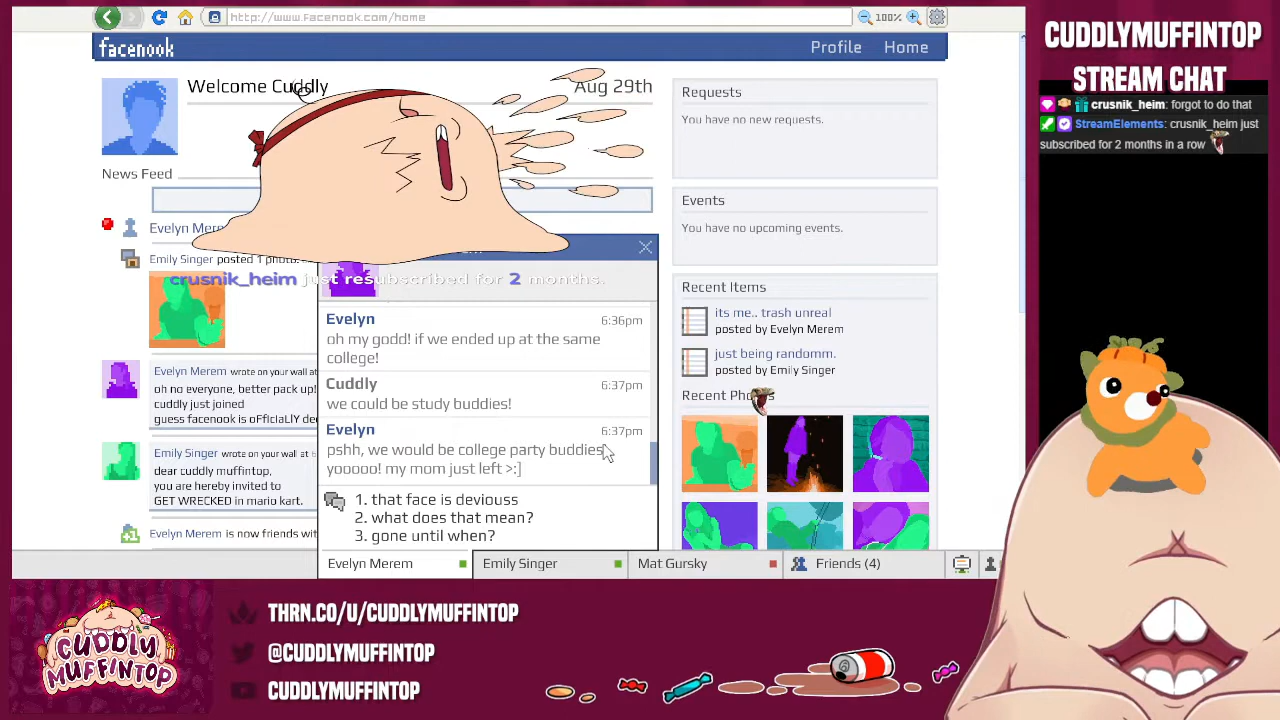 http://www.Facenook.com/home
100%
facenook
Profile
Home
Welcome Cuddly
Aug 29th
News Feed
Evelyn Mere
Emily Singer posted 1 photo.
Evelyn Merem wrote on your wall at
oh no everyone, better pack up!
cuddly just joined
guess facenook is oFficiaLlY de
Emily Singer wrote on your wall at 6
dear cuddly muffintop,
you are hereby invited to
GET WRECKED in mario kart.
+1
Evelyn Merem is now friends wit
crusnik_heim just resubscribed for 2 months.
Evelyn
6:36pm
oh my godd! if we ended up at the same
college!
Cuddly
6:37pm
we could be study buddies!
Evelyn
6:37pm
pshh, we would be college party buddies
yooooo! my mom just left >:]
1. that face is deviouss
2. what does that mean?
3. gone until when?
Evelyn Merem
Emily Singer
Mat Gursky
Friends (4)
Requests
You have no new requests.
Events
You have no upcoming events.
Recent Items
its me.. trash unreal
posted by Evelyn Merem
just being randomm.
posted by Emily Singer
Recent Photos
CUDDLYMUFFINTOP
STREAM CHAT
crusnik_heim: forgot to do that
StreamElements: crusnik_heim just
subscribed for 2 months in a row
CUDDLY
MUFFINTOP
THRN.CO/U/CUDDLYMUFFINTOP
@CUDDLYMUFFINTOP
CUDDLYMUFFINTOP